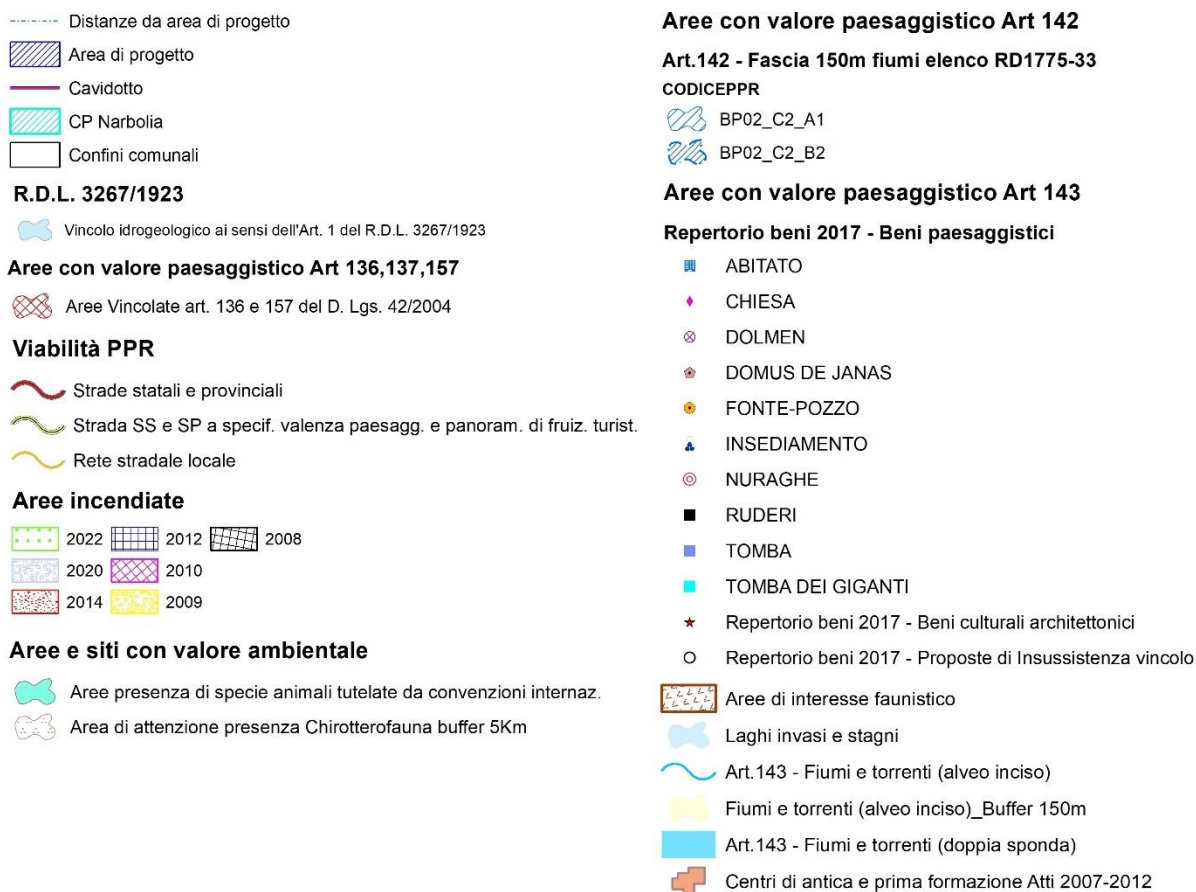 Distanze da area di progetto
Area di progetto
Cavidotto
CP Narbolia
Confini comunali
R.D.L. 3267/1923
Vincolo idrogeologico ai sensi dell'Art. 1 del R.D.L. 3267/1923
Aree con valore paesaggistico Art 136,137,157
Aree Vincolate art. 136 e 157 del D. Lgs. 42/2004
Viabilità PPR
Strade statali e provinciali
Strada SS e SP a specif. valenza paesagg. e panoram. di fruiz. turist.
Rete stradale locale
Aree incendiate
2022 2012 2008
2020 2010
2014 2009
Aree e siti con valore ambientale
Aree presenza di specie animali tutelate da convenzioni internaz.
Area di attenzione presenza Chirotterofauna buffer 5Km
Aree con valore paesaggistico Art 142
Art.142 - Fascia 150m fiumi elenco RD1775-33
CODICEPPR
BP02_C2_A1
BP02_C2_B2
Aree con valore paesaggistico Art 143
Repertorio beni 2017 - Beni paesaggistici
ABITATO
CHIESA
DOLMEN
DOMUS DE JANAS
FONTE-POZZO
INSEDIAMENTO
NURAGHE
RUDERI
TOMBA
TOMBA DEI GIGANTI
Repertorio beni 2017 - Beni culturali architettonici
Repertorio beni 2017 - Proposte di Insussistenza vincolo
Aree di interesse faunistico
Laghi invasi e stagni
Art.143 - Fiumi e torrenti (alveo inciso)
Fiumi e torrenti (alveo inciso)_Buffer 150m
Art.143 - Fiumi e torrenti (doppia sponda)
Centri di antica e prima formazione Atti 2007-2012